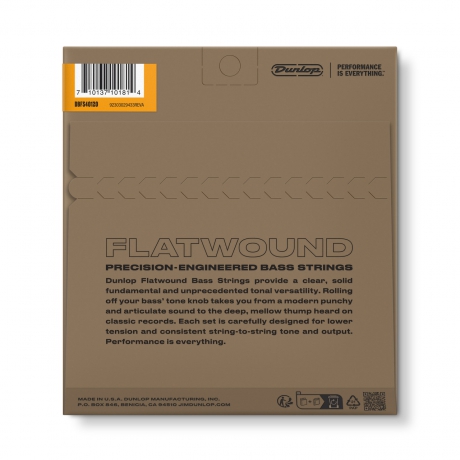 Dunlop
PERFORMANCE
IS EVERYTHING.™
7 10137 10181 4
DBFS40120
FLATWOUND
PRECISION-ENGINEERED BASS STRINGS
Dunlop Flatwound Bass Strings provide a clear, solid
fundamental and unprecedented tonal versatility. Rolling
off your bass' tone knob takes you from a modern punchy
and articulate sound to the deep, mellow thump heard on
classic records. Each set is carefully designed for lower
tension and consistent string-to-string tone and output.
Performance is everything.
MADE IN U.S.A. DUNLOP MANUFACTURING, INC.
P.O. BOX 846, BENICIA, CA 94510 JIMDUNLOP.COM